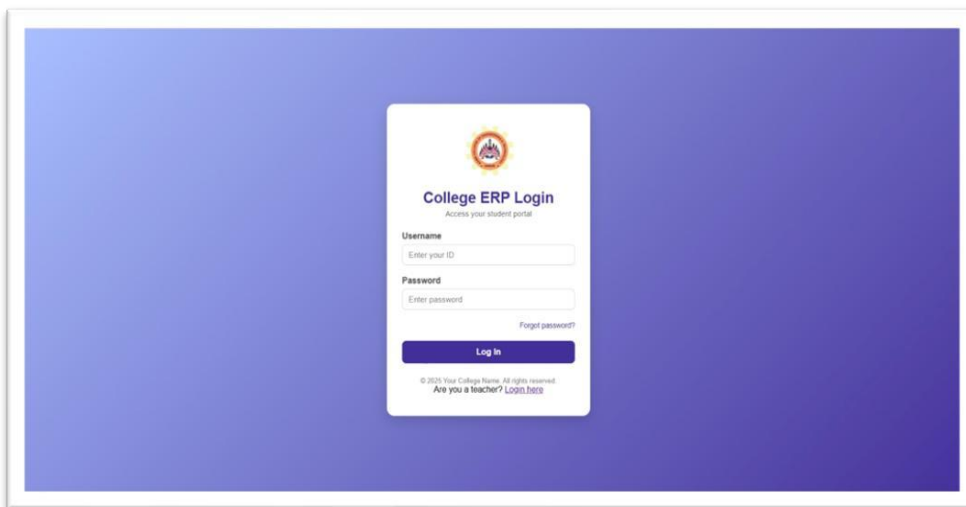 College ERP Login
Access your student portal
Username
Enter your ID
Password
Enter password
Forgot password?
Log In
© 2025 Your College Name. All rights reserved.
Are you a teacher? Login here